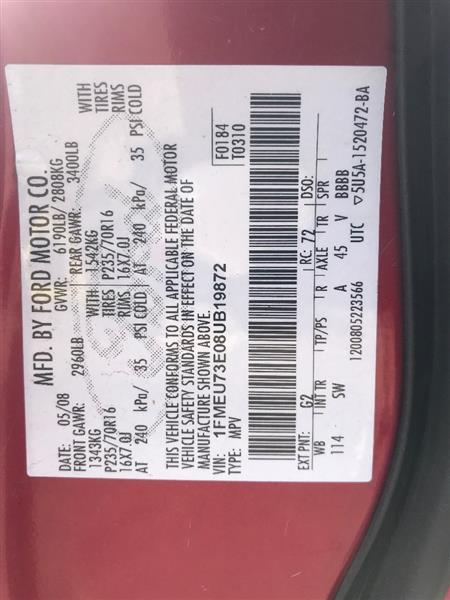 MFD. BY FORD MOTOR CO.
DATE: 05/08 GVWR: 6190LB/ 2808KG
FRONT GAWR: 2960LB REAR GAWR: 3400LB
1343KG WITH 1542KG WITH
P235/70R16 TIRES P235/70R16 TIRES
16X7.0J RIMS 16X7.0J RIMS
AT 240 kPa/ 35 PSI COLD AT 240 kPa/ 35 PSI COLD
THIS VEHICLE CONFORMS TO ALL APPLICABLE FEDERAL MOTOR
VEHICLE SAFETY STANDARDS IN EFFECT ON THE DATE OF
MANUFACTURE SHOWN ABOVE.
VIN: 1FMEU73E08UB19872 F0184
TYPE: MPV T0310
EXT PNT: G2 RC: 72 DSO:
WB INT TR TP/PS R AXLE TR SPR
114 SW A 45 V BBBB
1200805223566 UTC ▽5U5A-1520472-BA